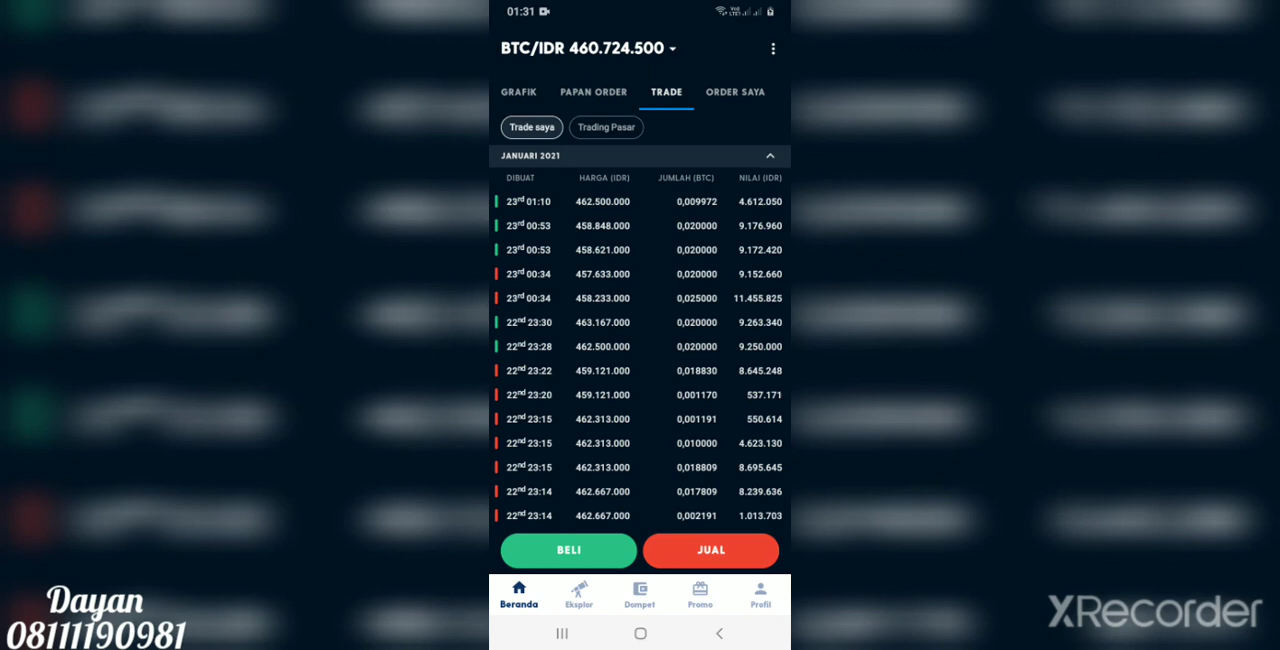 01:31
BTC/IDR 460.724.500
GRAFIK PAPAN ORDER TRADE ORDER SAYA
Trade saya Trading Pasar
JANUARI 2021
DIBUAT HARGA (IDR) JUMLAH (BTC) NILAI (IDR)
23rd 01:10 462.500.000 0,009972 4.612.050
23rd 00:53 458.848.000 0,020000 9.176.960
23rd 00:53 458.621.000 0,020000 9.172.420
23rd 00:34 457.633.000 0,020000 9.152.660
23rd 00:34 458.233.000 0,025000 11.455.825
22nd 23:30 463.167.000 0,020000 9.263.340
22nd 23:28 462.500.000 0,020000 9.250.000
22nd 23:22 459.121.000 0,018830 8.645.248
22nd 23:20 459.121.000 0,001170 537.171
22nd 23:15 462.313.000 0,001191 550.614
22nd 23:15 462.313.000 0,010000 4.623.130
22nd 23:15 462.313.000 0,018809 8.695.645
22nd 23:14 462.667.000 0,017809 8.239.636
22nd 23:14 462.667.000 0,002191 1.013.703
BELI JUAL
Beranda Eksplor Dompet Promo Profil
Dayan
08111190981
XRecorder